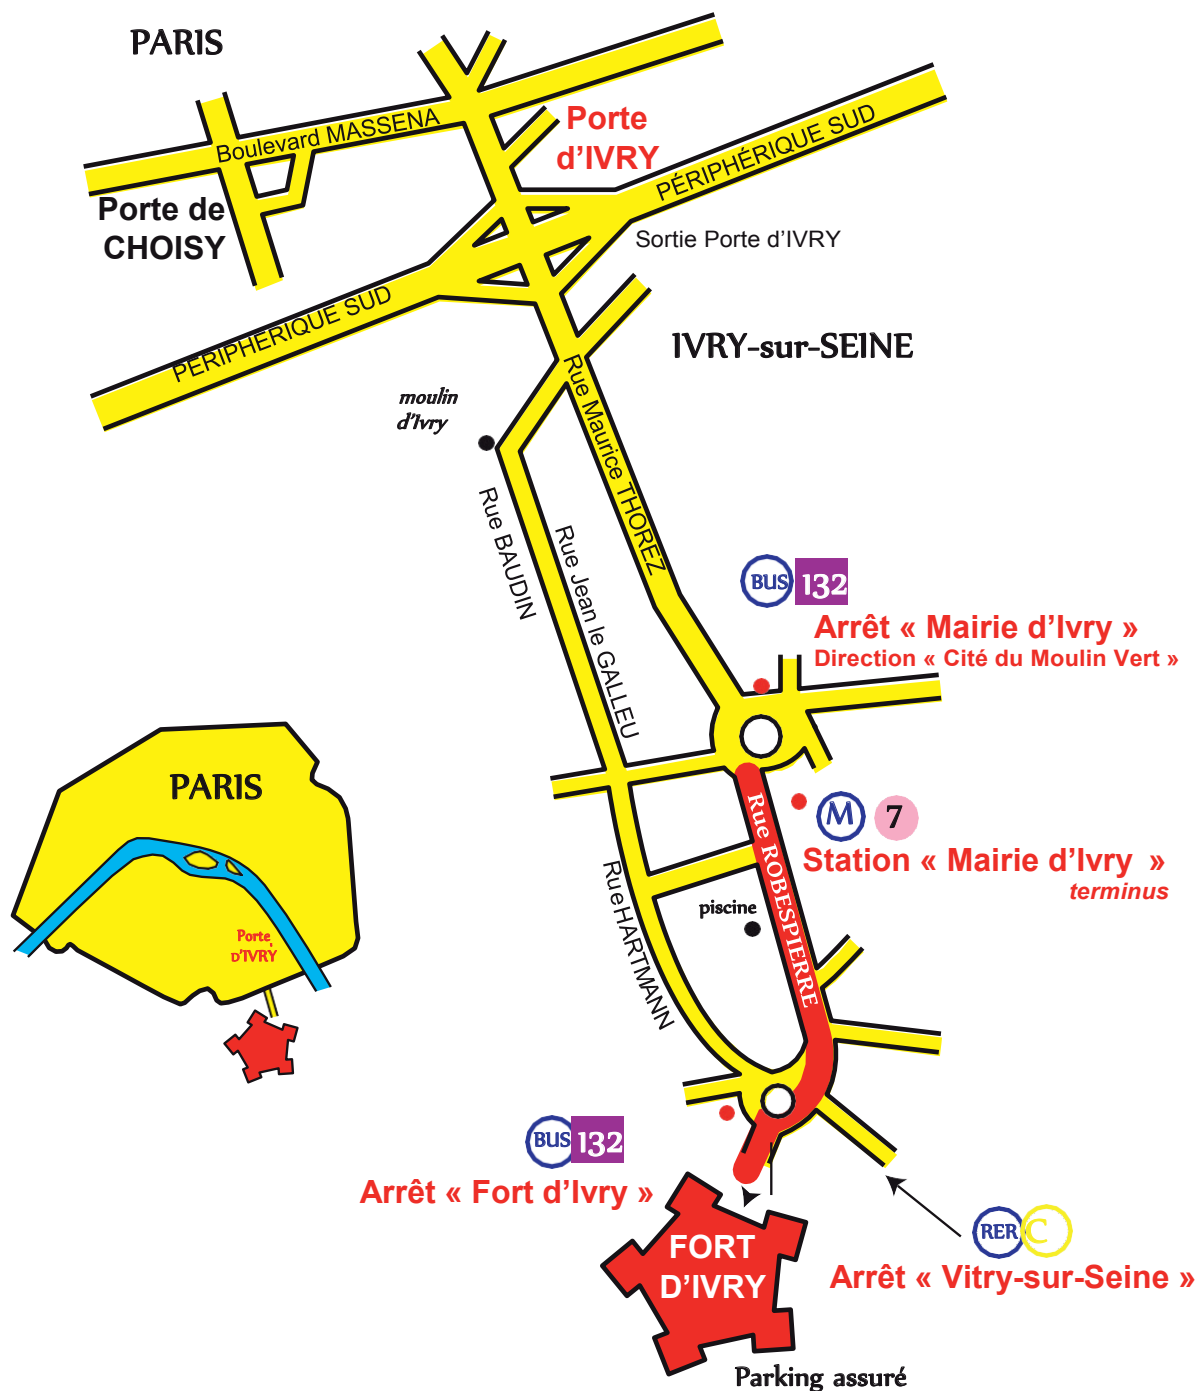 PARIS
Boulevard MASSENA
Porte
d'IVRY
PÉRIPHÉRIQUE SUD
Porte de
CHOISY
Sortie Porte d'IVRY
PÉRIPHÉRIQUE SUD
IVRY-sur-SEINE
moulin
d'Ivry
Rue Maurice THOREZ
Rue BAUDIN
Rue Jean le GALLEU
BUS 132
Arrêt « Mairie d'Ivry »
Direction « Cité du Moulin Vert »
PARIS
Porte
D'IVRY
M 7
Station « Mairie d'Ivry »
terminus
Rue ROBESPIERRE
piscine
Rue HARTMANN
BUS 132
Arrêt « Fort d'Ivry »
FORT
D'IVRY
RER C
Arrêt « Vitry-sur-Seine »
Parking assuré